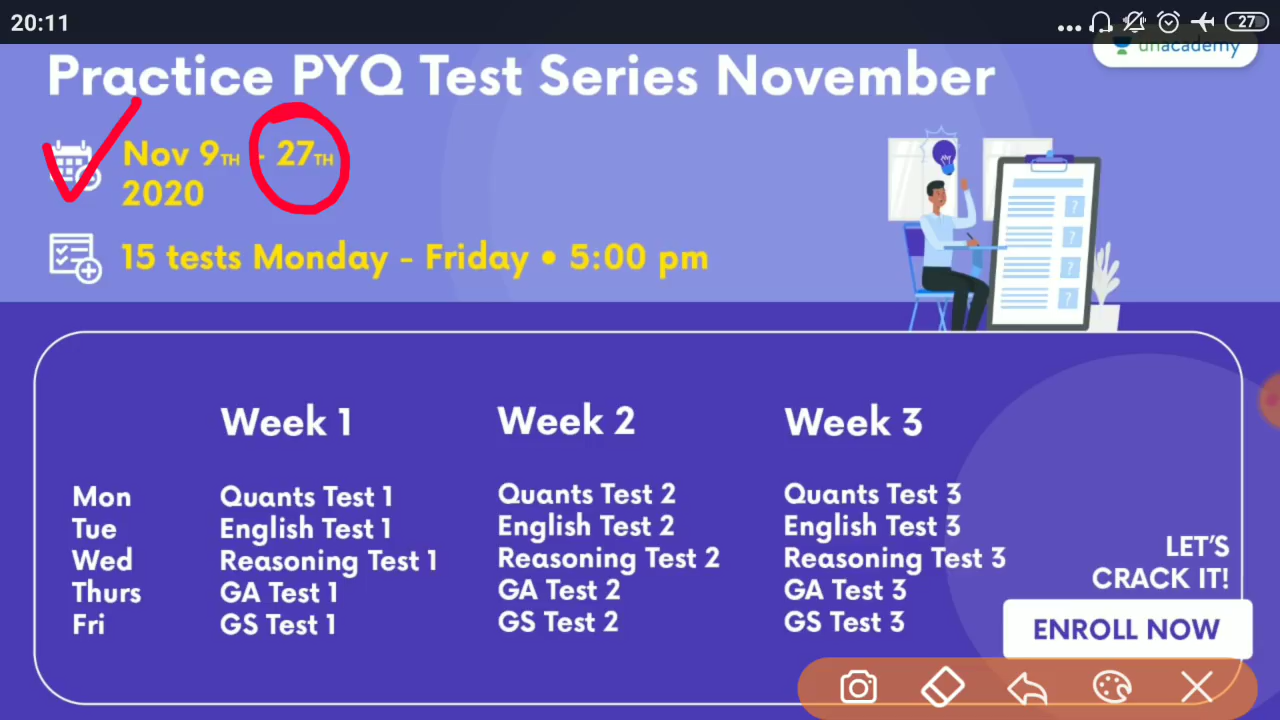 20:11
27
unacademy
Practice PYQ Test Series November
Nov 9TH - 27TH
2020
15 tests Monday - Friday • 5:00 pm
Week 1 Week 2 Week 3
Mon Quants Test 1 Quants Test 2 Quants Test 3
Tue English Test 1 English Test 2 English Test 3
Wed Reasoning Test 1 Reasoning Test 2 Reasoning Test 3
Thurs GA Test 1 GA Test 2 GA Test 3
Fri GS Test 1 GS Test 2 GS Test 3
LET'S
CRACK IT!
ENROLL NOW